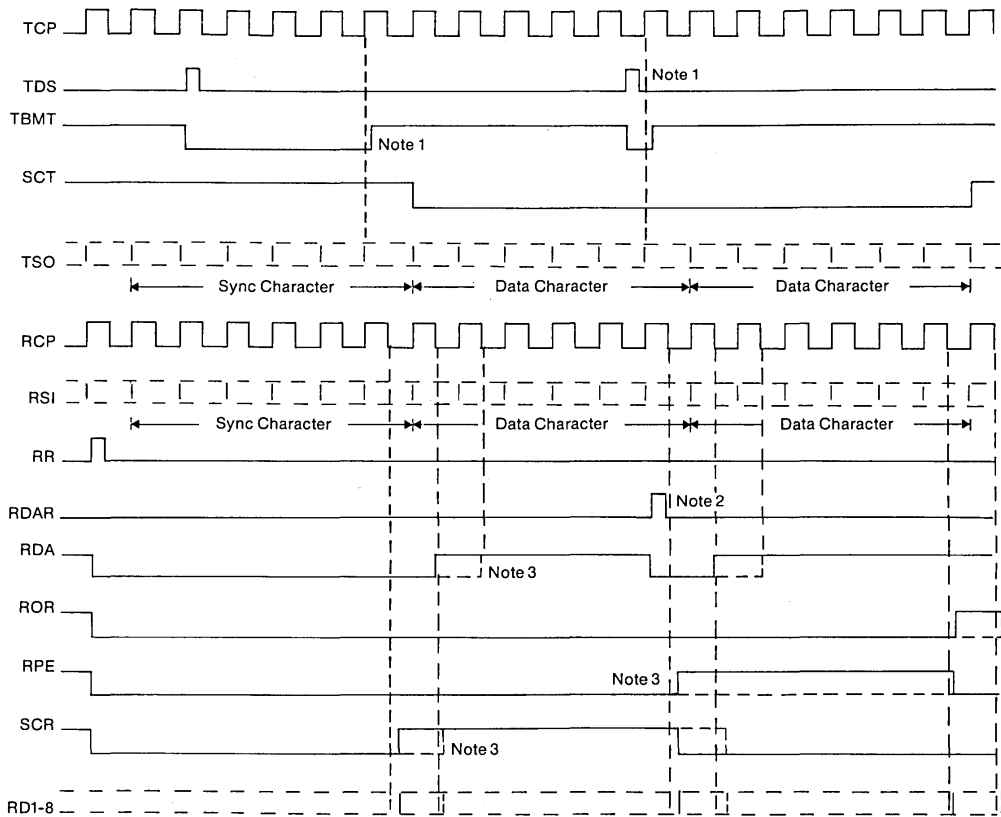 TCP
TDS
Note 1
TBMT
Note 1
SCT
TSO
Sync Character
Data Character
Data Character
RCP
RSI
Sync Character
Data Character
Data Character
RR
RDAR
Note 2
RDA
Note 3
ROR
RPE
Note 3
SCR
Note 3
RD1-8